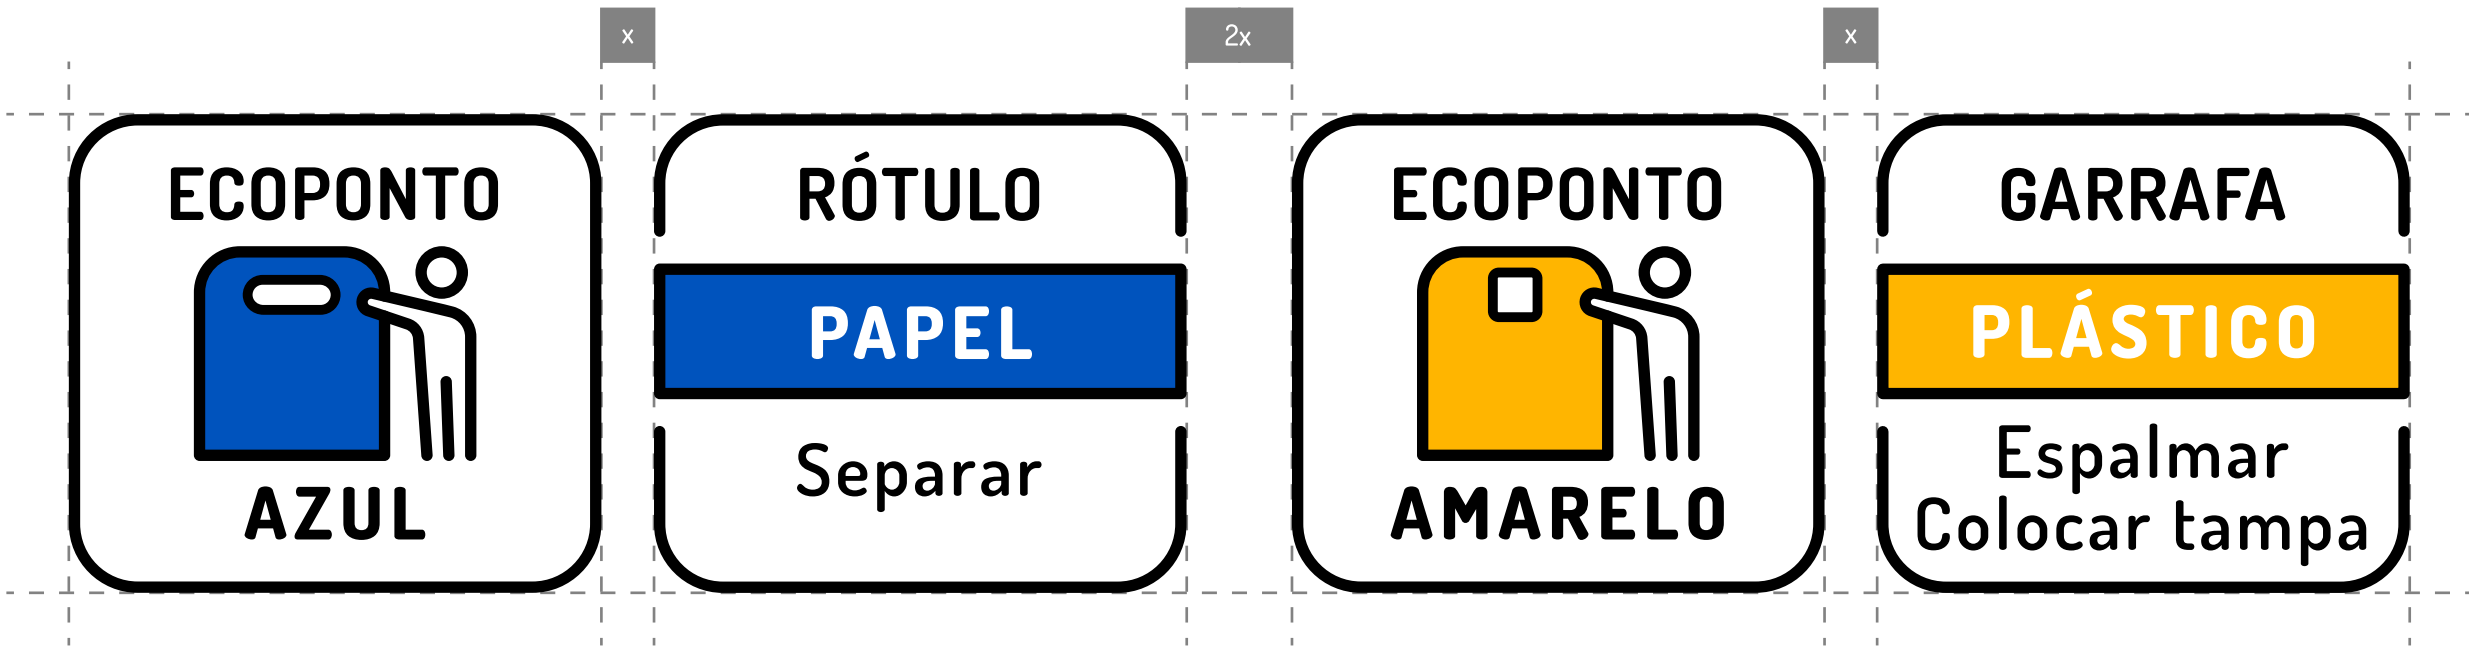 x
2x
x
ECOPONTO
AZUL
RÓTULO
PAPEL
Separar
ECOPONTO
AMARELO
GARRAFA
PLÁSTICO
Espalmar
Colocar tampa